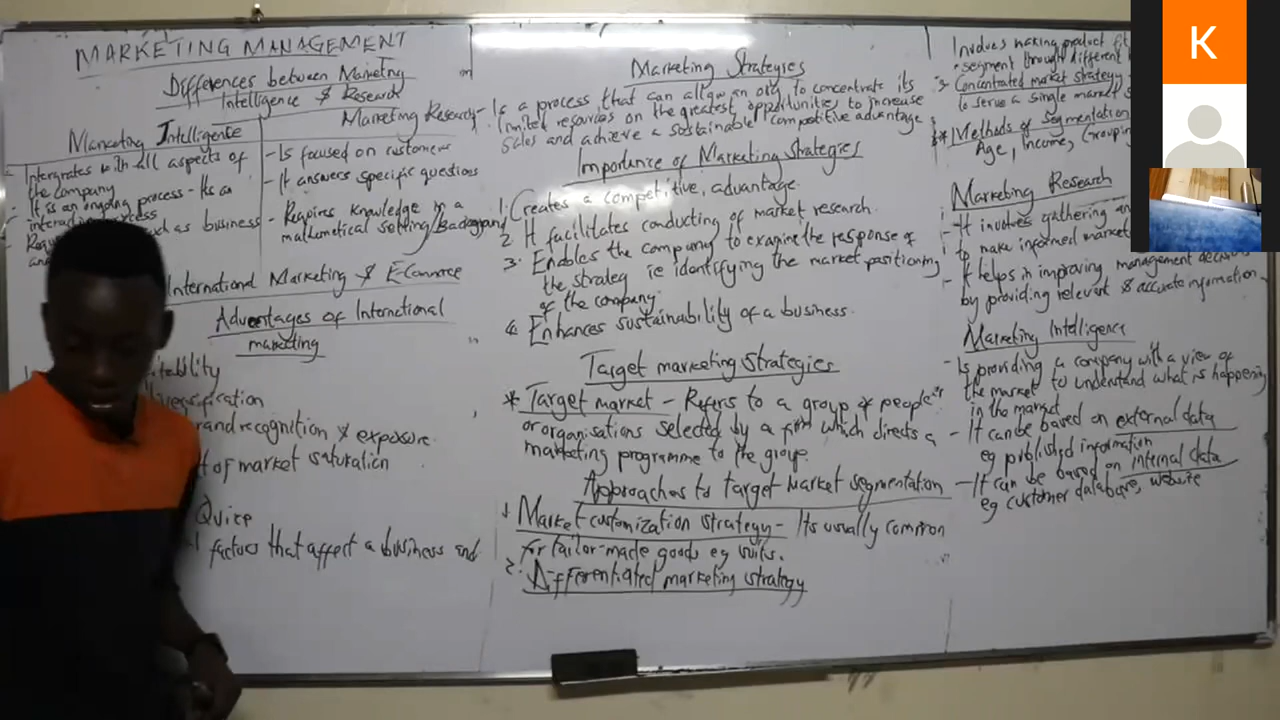 MARKETING MANAGEMENT
Differences between Marketing
Intelligence & Research
Marketing Intelligence
Intergrates with all aspects of
the company
- It is an ongoing process - Its an
such as business
Marketing Research
- Is focused on customers
- It answers specific questions
- Requires knowledge in a
mathematical setting/Background
International Marketing & E-Commerce
Advantages of International
marketing
and recognition & exposure
of market saturation
factors that affect a business and
Marketing Strategies
- Is a process that can allow an org to concentrate its
limited resources on the greatest opportunities to increase
sales and achieve a sustainable competitive advantage
Importance of Marketing Strategies
1. Creates a competitive, advantage.
2. It facilitates conducting of market research.
3. Enables the company to examine the response of
the strategy ie identifying the market positioning
of the company
4. Enhances sustainability of a business.
Target marketing strategies
* Target market - Refers to a group of people
or organisations selected by a firm which directs a
marketing programme to the group.
Approaches to Target Market segmentation
1. Market customization strategy - Its usually common
for tailor-made goods eg suits.
2. Differentiated marketing strategy
Involves making product
segment through different
3. Concentrated market strategy
to serve a single market
* Methods of Segmentation
Age, Income,
Marketing Research
- It involves gathering
to make informed
- It helps in improving management
by providing relevant & accurate information
Marketing Intelligence
- Is providing a company with a view of
the market to understand what is happening
in the market
- It can be based on external data
eg published information
- It can be based on internal data
eg customer database, website
K